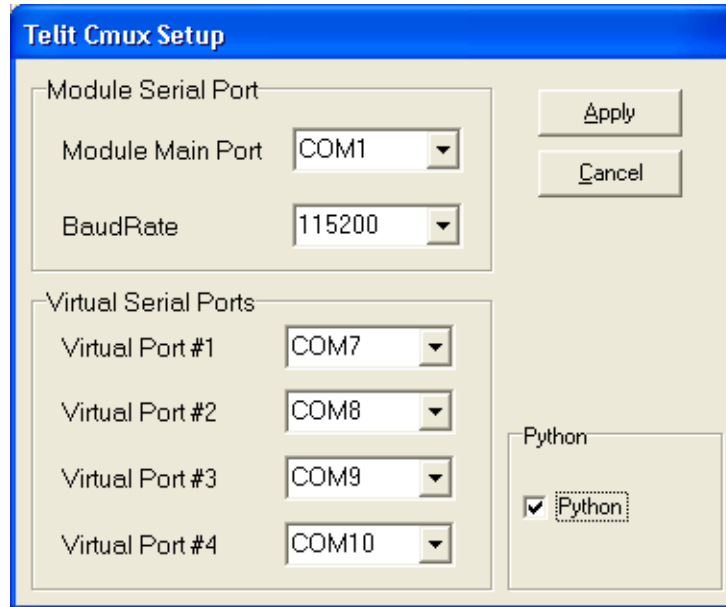 Telit Cmux Setup
Module Serial Port
Module Main Port COM1
BaudRate 115200
Apply
Cancel
Virtual Serial Ports
Virtual Port #1 COM7
Virtual Port #2 COM8
Virtual Port #3 COM9
Virtual Port #4 COM10
Python
Python